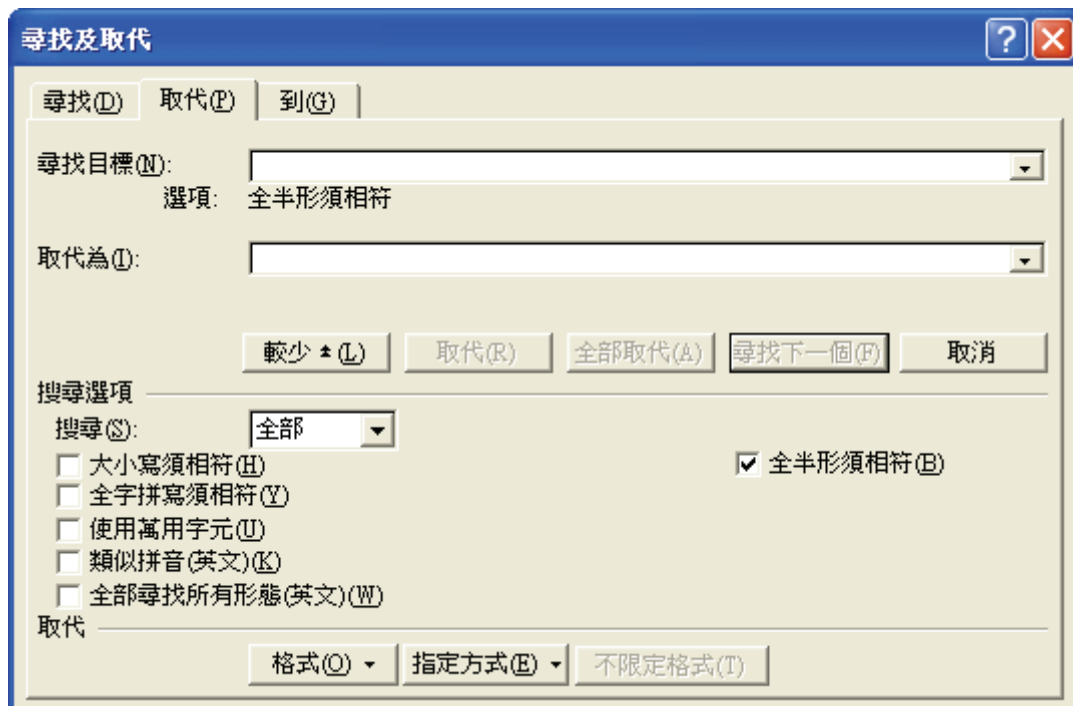 尋找及取代
尋找(D) 取代(P) 到(G)
尋找目標(N):
選項: 全半形須相符
取代為(I):
較少 (L) 取代(R) 全部取代(A) 尋找下一個(F) 取消
搜尋選項
搜尋(S): 全部
大小寫須相符(H) 全半形須相符(B)
全字拼寫須相符(Y)
使用萬用字元(U)
類似拼音(英文)(K)
全部尋找所有形態(英文)(W)
取代
格式(O) 指定方式(E) 不限定格式(T)